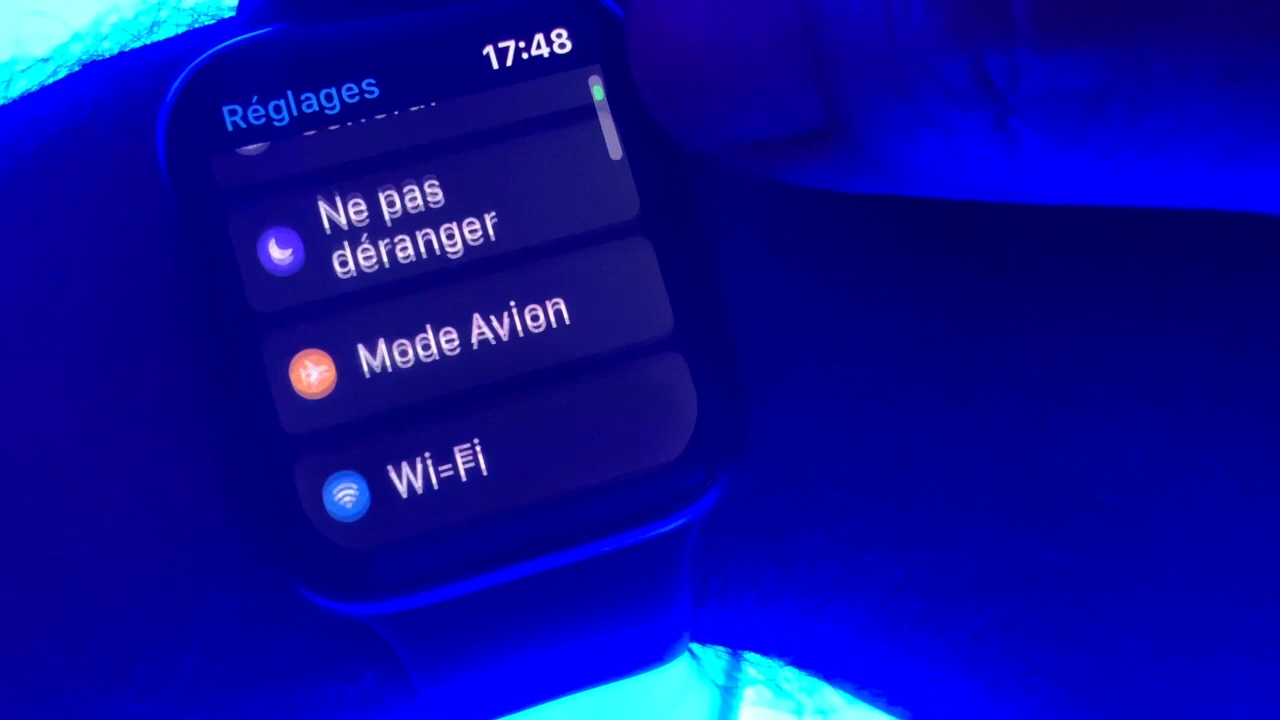 17:48
Réglages
Ne pas
déranger
Mode Avion
Wi-Fi